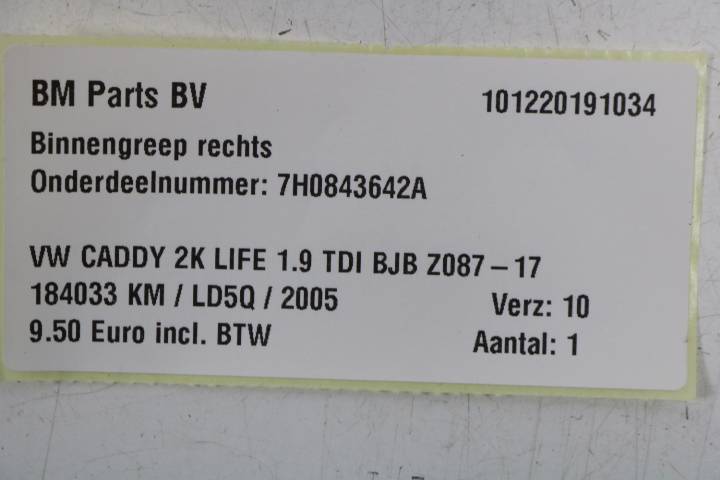 BM Parts BV 101220191034
Binnengreep rechts
Onderdeelnummer: 7H0843642A
VW CADDY 2K LIFE 1.9 TDI BJB Z087-17
184033 KM / LD5Q / 2005 Verz: 10
9.50 Euro incl. BTW Aantal: 1